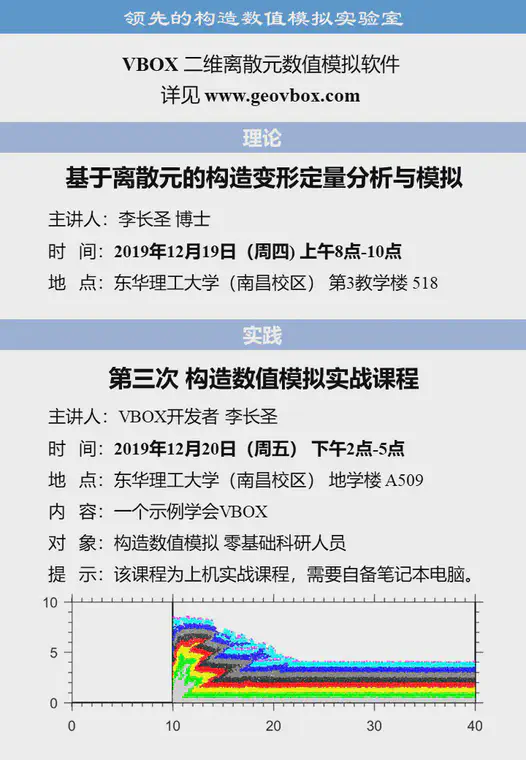 领先的构造数值模拟实验室
VBOX 二维离散元数值模拟软件
详见 www.geovbox.com
理论
基于离散元的构造变形定量分析与模拟
主讲人：李长圣 博士
时 间：2019年12月19日（周四) 上午8点-10点
地 点：东华理工大学（南昌校区） 第3教学楼 518
实践
第三次 构造数值模拟实战课程
主讲人：VBOX开发者 李长圣
时 间：2019年12月20日（周五） 下午2点-5点
地 点：东华理工大学（南昌校区） 地学楼 A509
内 容：一个示例学会VBOX
对 象：构造数值模拟 零基础科研人员
提 示：该课程为上机实战课程，需要自备笔记本电脑。
10
5
0
0 10 20 30 40